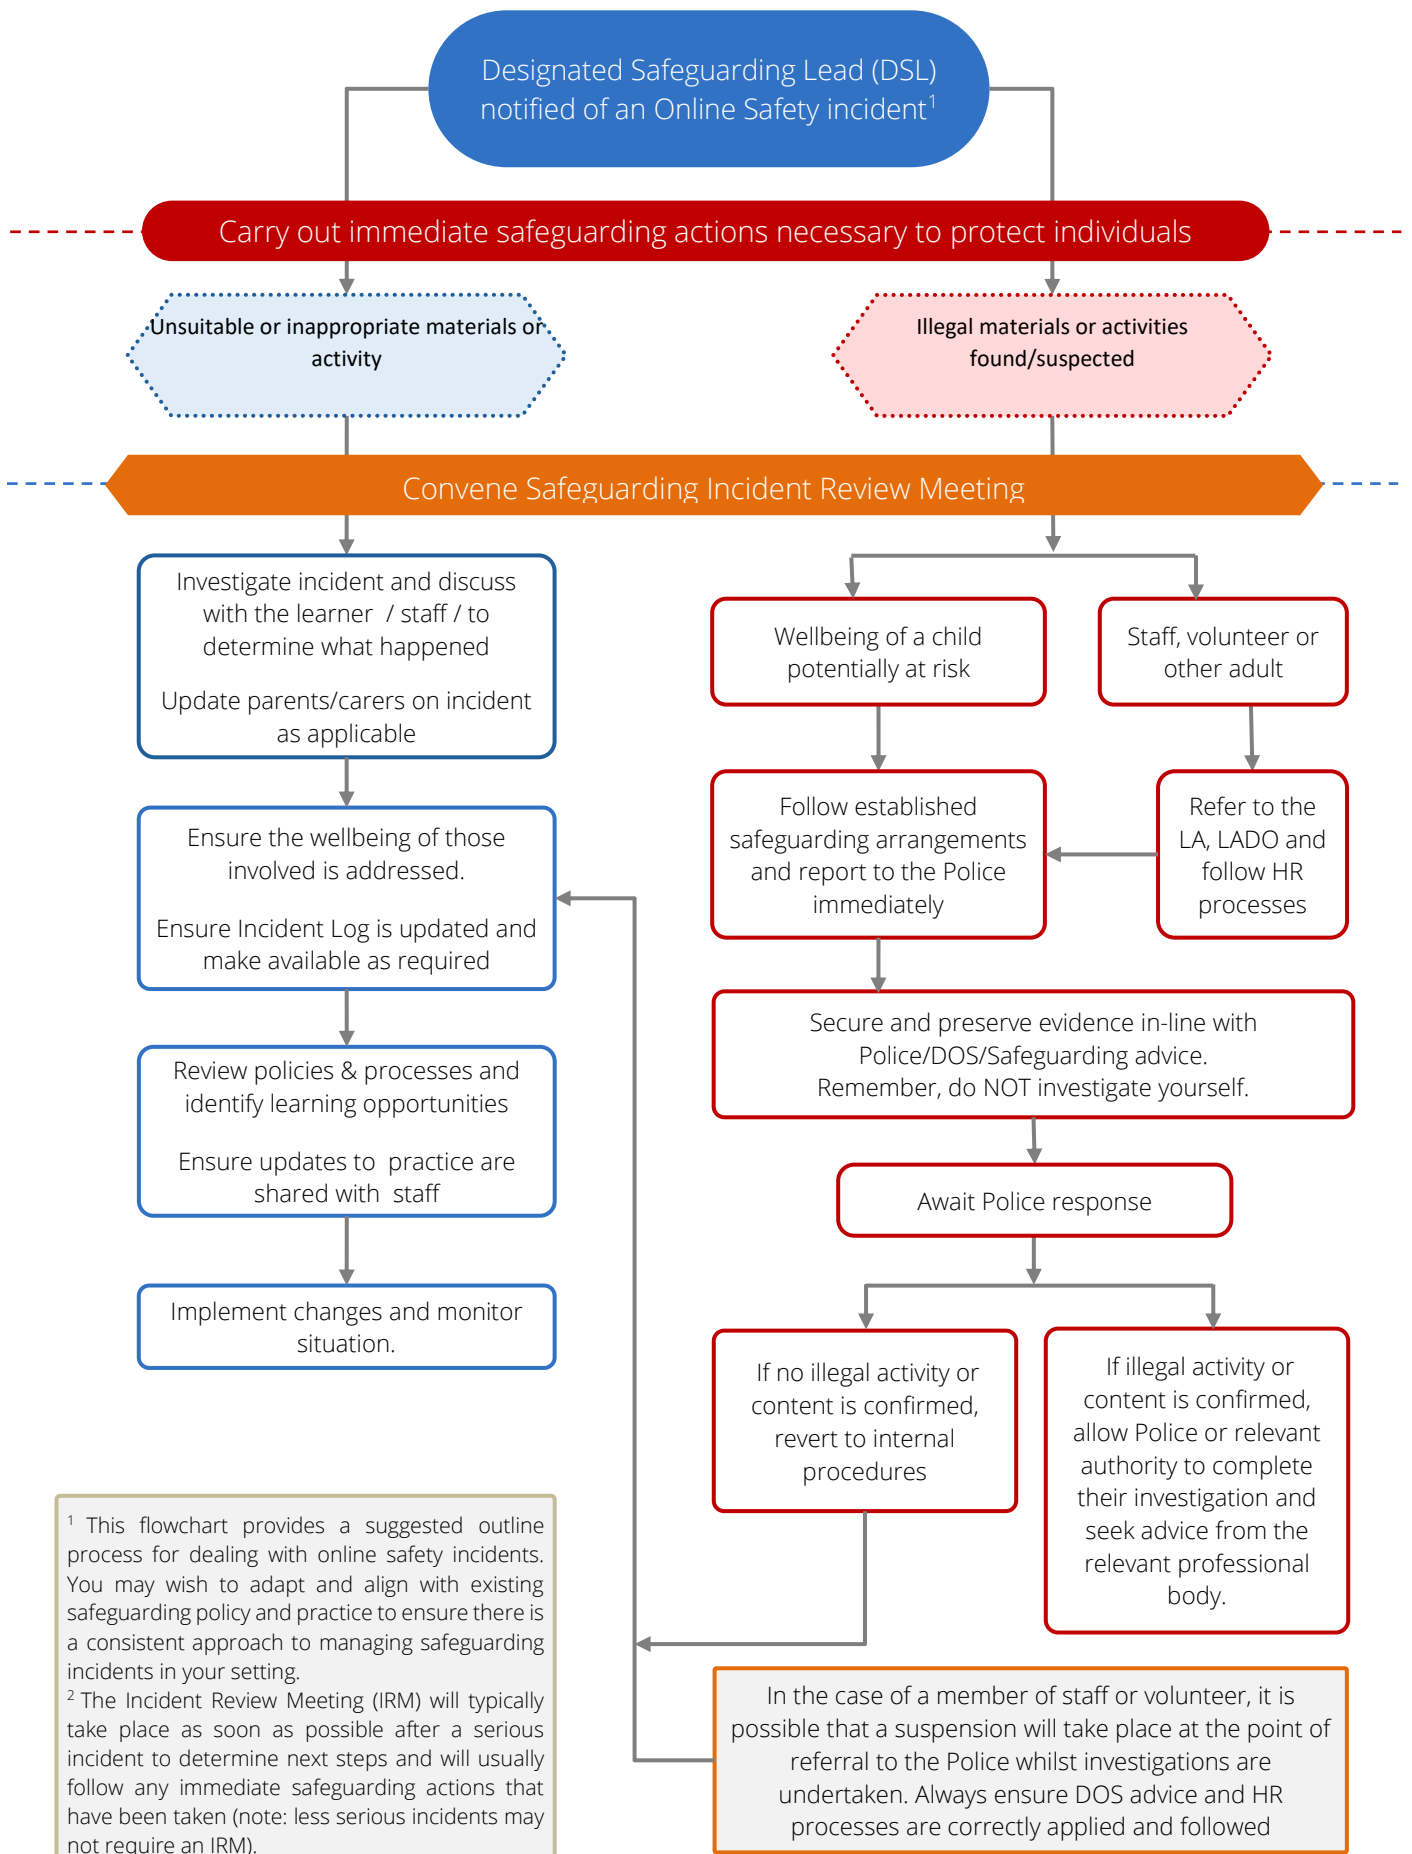 Designated Safeguarding Lead (DSL)
notified of an Online Safety incident¹
Carry out immediate safeguarding actions necessary to protect individuals
Unsuitable or inappropriate materials or
activity
Illegal materials or activities
found/suspected
Convene Safeguarding Incident Review Meeting
Investigate incident and discuss
with the learner / staff / to
determine what happened
Update parents/carers on incident
as applicable
Wellbeing of a child
potentially at risk
Staff, volunteer or
other adult
Ensure the wellbeing of those
involved is addressed.
Ensure Incident Log is updated and
make available as required
Follow established
safeguarding arrangements
and report to the Police
immediately
Refer to the
LA, LADO and
follow HR
processes
Secure and preserve evidence in-line with
Police/DOS/Safeguarding advice.
Remember, do NOT investigate yourself.
Review policies & processes and
identify learning opportunities
Ensure updates to practice are
shared with staff
Await Police response
Implement changes and monitor
situation.
If no illegal activity or
content is confirmed,
revert to internal
procedures
If illegal activity or
content is confirmed,
allow Police or relevant
authority to complete
their investigation and
seek advice from the
relevant professional
body.
¹ This flowchart provides a suggested outline
process for dealing with online safety incidents.
You may wish to adapt and align with existing
safeguarding policy and practice to ensure there is
a consistent approach to managing safeguarding
incidents in your setting.
² The Incident Review Meeting (IRM) will typically
take place as soon as possible after a serious
incident to determine next steps and will usually
follow any immediate safeguarding actions that
have been taken (note: less serious incidents may
not require an IRM).
In the case of a member of staff or volunteer, it is
possible that a suspension will take place at the point of
referral to the Police whilst investigations are
undertaken. Always ensure DOS advice and HR
processes are correctly applied and followed